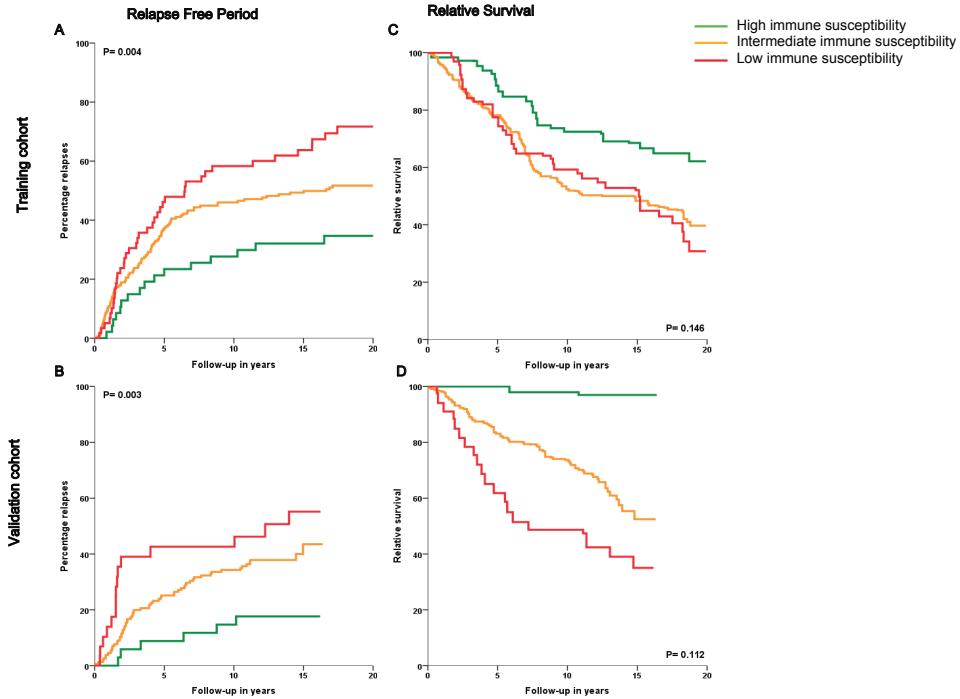 Relapse Free Period
Relative Survival
High immune susceptibility
Intermediate immune susceptibility
Low immune susceptibility
Training cohort
A
P= 0.004
100
80
60
40
20
0
Percentage relapses
0 5 10 15 20
Follow-up in years
C
100
80
60
40
20
0
Relative survival
P= 0.146
0 5 10 15 20
Follow-up in years
Validation cohort
B
P= 0.003
100
80
60
40
20
0
Percentage relapses
0 5 10 15 20
Follow-up in years
D
100
80
60
40
20
0
Relative survival
P= 0.112
0 5 10 15 20
Follow-up in years